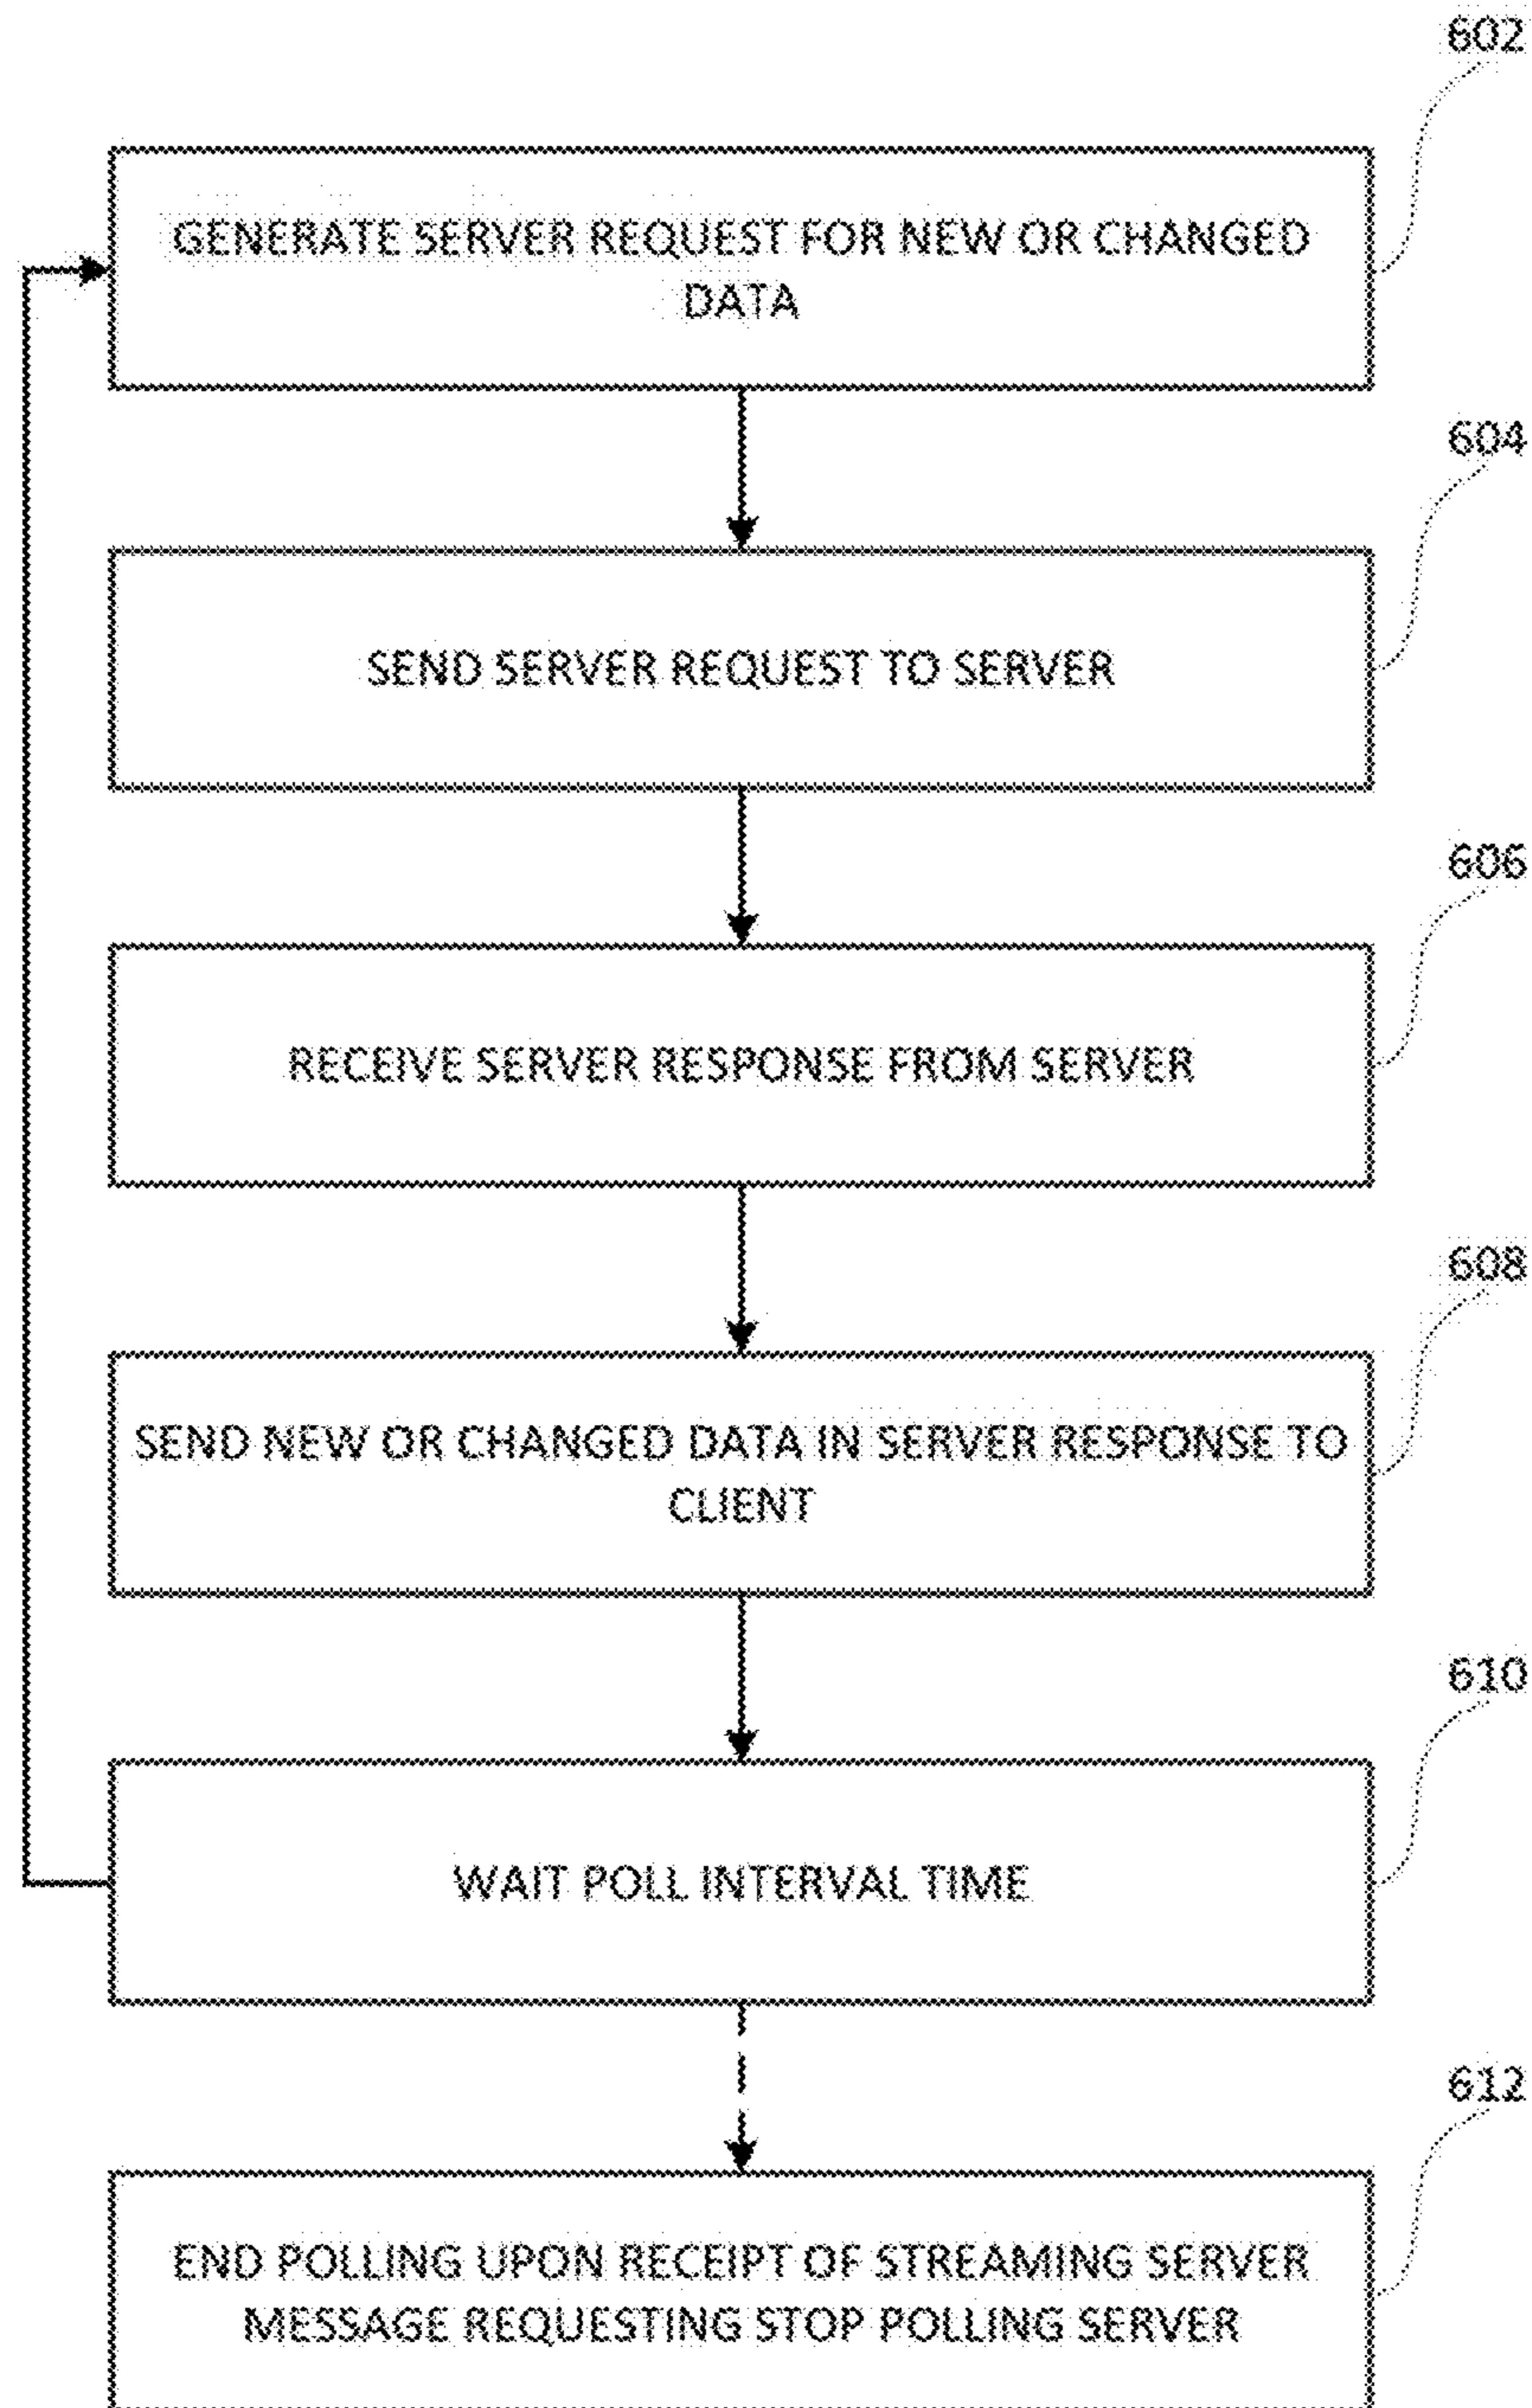 602
GENERATE SERVER REQUEST FOR NEW OR CHANGED
DATA
604
SEND SERVER REQUEST TO SERVER
606
RECEIVE SERVER RESPONSE FROM SERVER
608
SEND NEW OR CHANGED DATA IN SERVER RESPONSE TO
CLIENT
610
WAIT POLL INTERVAL TIME
612
END POLLING UPON RECEIPT OF STREAMING SERVER
MESSAGE REQUESTING STOP POLLING SERVER